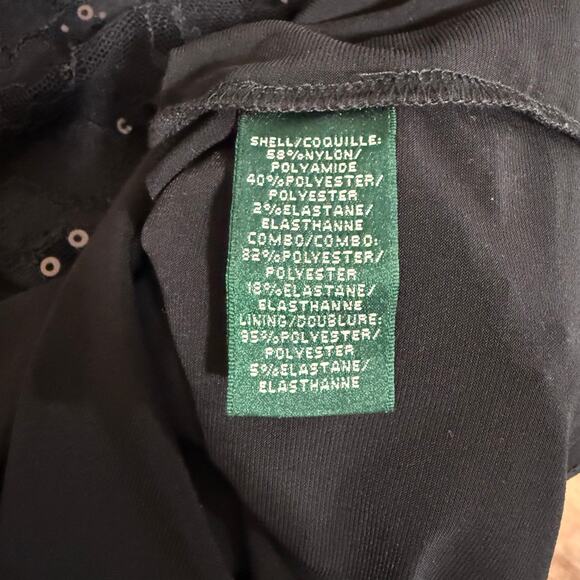 SHELL/COQUILLE:
58%NYLON/
POLYAMIDE
40%POLYESTER/
POLYESTER
2%ELASTANE/
ELASTHANNE
COMBO/COMBO:
82%POLYESTER/
POLYESTER
18%ELASTANE/
ELASTHANNE
LINING/DOUBLURE:
95%POLYESTER/
POLYESTER
5%ELASTANE/
ELASTHANNE